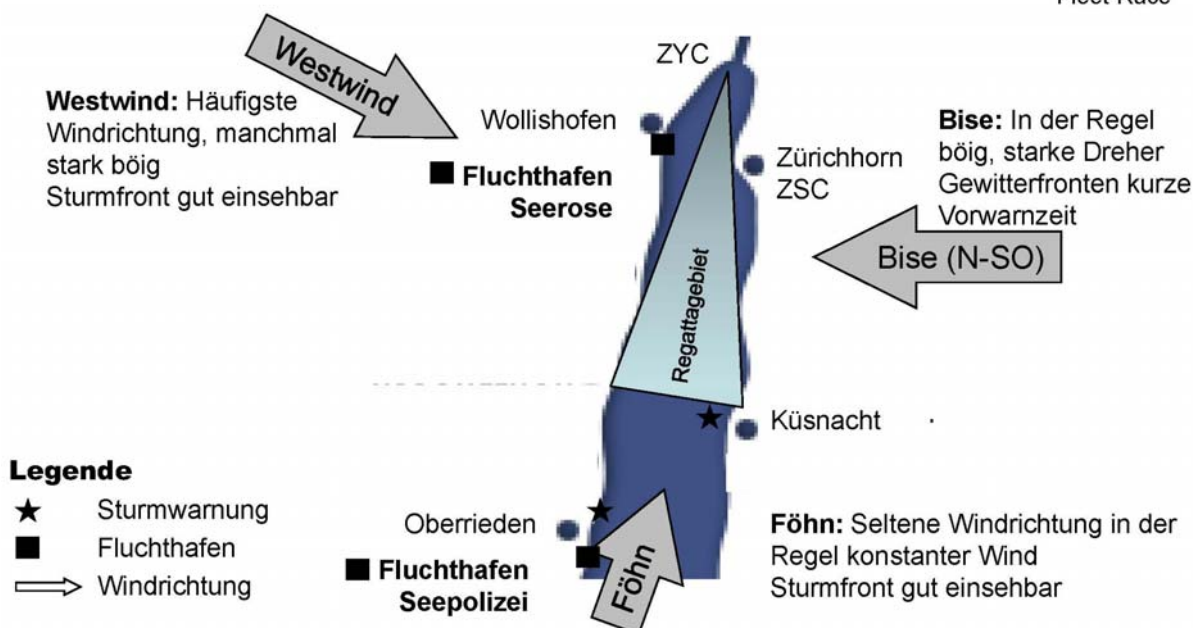 Westwind
ZYC
Westwind: Häufigste
Windrichtung, manchmal
stark böig
Sturmfront gut einsehbar
Wollishofen
Fluchthafen
Seerose
Zürichhorn
ZSC
Bise: In der Regel
böig, starke Dreher
Gewitterfronten kurze
Vorwarnzeit
Bise (N-SO)
Regattagebiet
Küsnacht
Legende
Sturmwarnung
Fluchthafen
Windrichtung
Oberrieden
Fluchthafen
Seepolizei
Föhn
Föhn: Seltene Windrichtung in der
Regel konstanter Wind
Sturmfront gut einsehbar